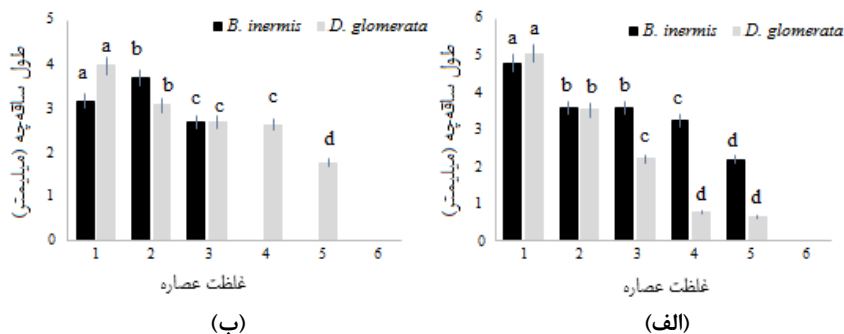 B. inermis D. glomerata
طول ساقه‌چه (میلیمتر)
6
5
4
3
2
1
0
a a
b b
b
c
c
d
d
d
1 2 3 4 5 6
غلظت عصاره
(الف)
B. inermis D. glomerata
طول ساقه‌چه (میلیمتر)
5
4
3
2
1
0
a
a
b
b
c c
c
d
1 2 3 4 5 6
غلظت عصاره
(ب)